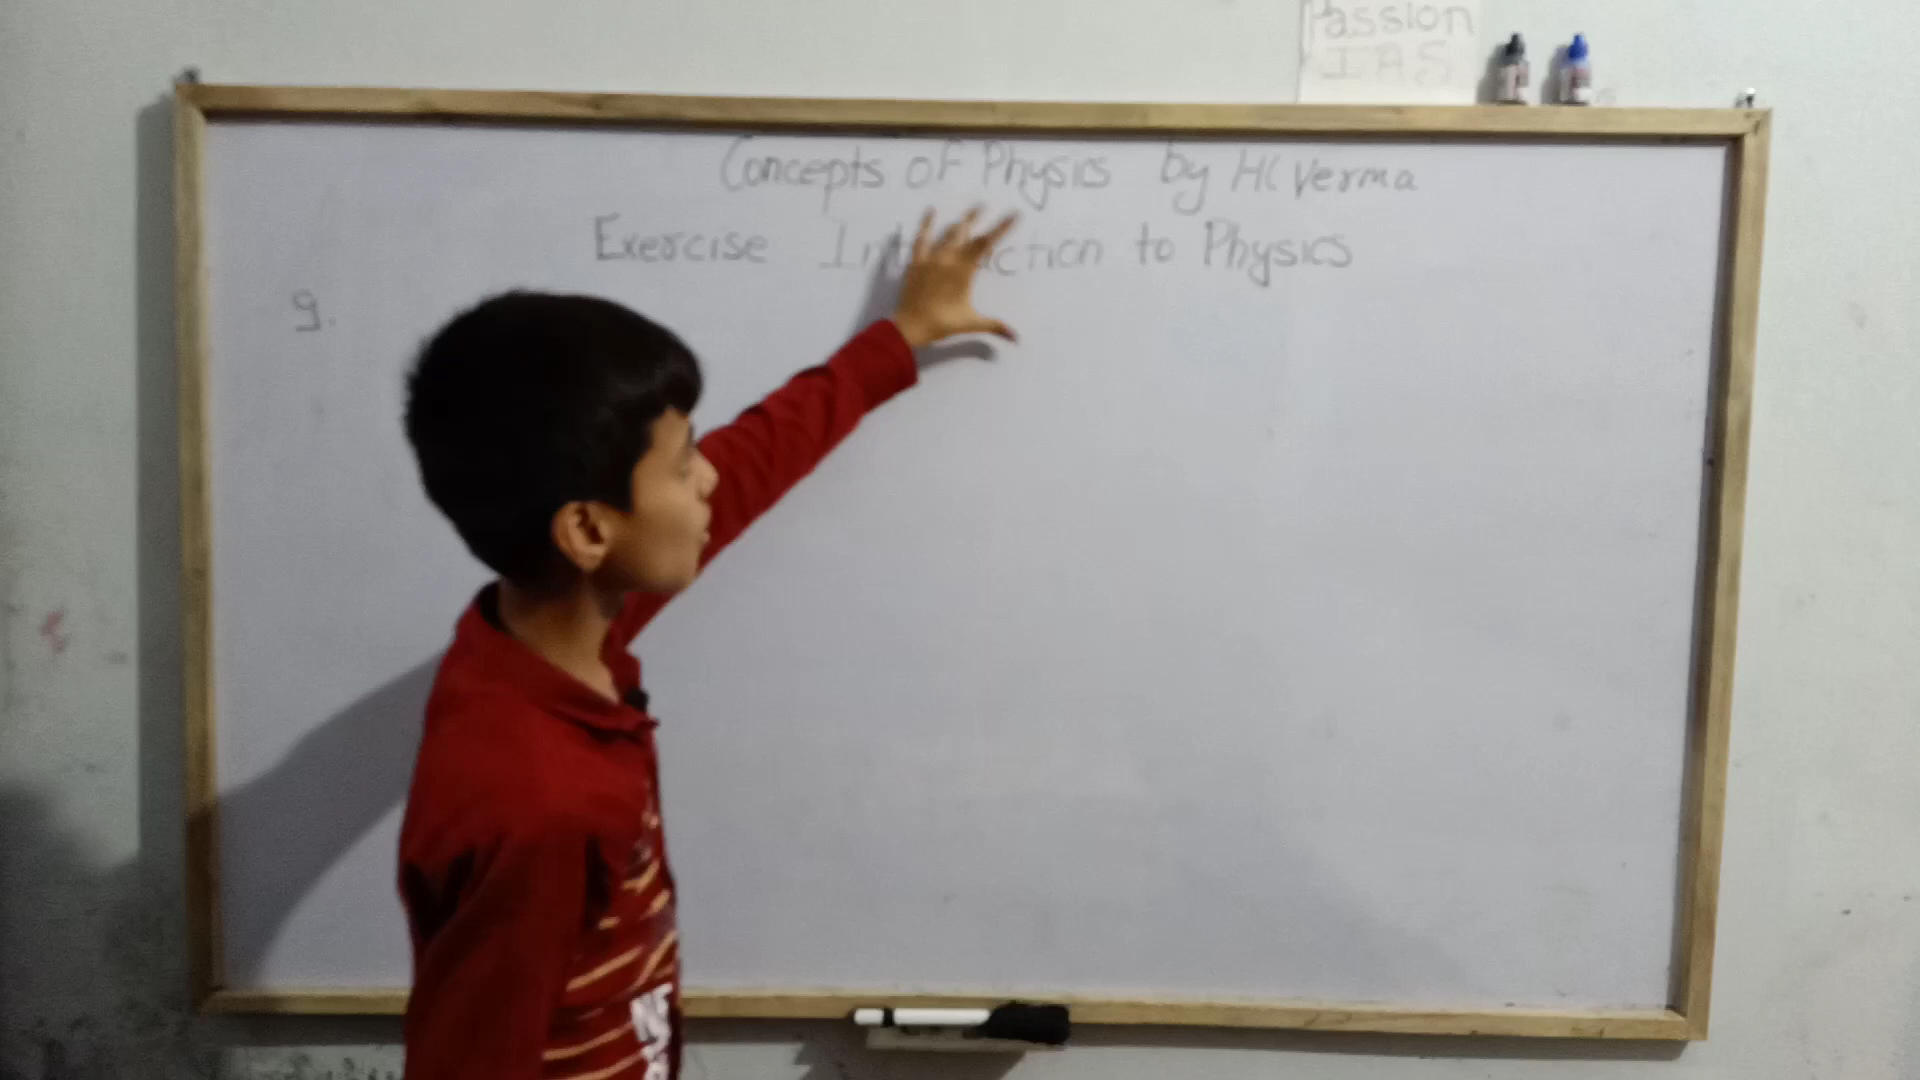 Passion
IAS
Concepts of Physics by HC Verma
Exercise to Physics
9.